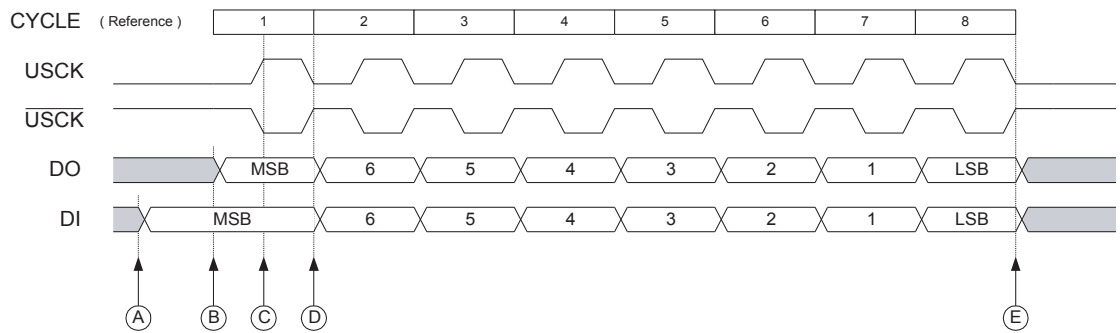 CYCLE ( Reference ) 1 2 3 4 5 6 7 8
USCK
USCK
DO MSB 6 5 4 3 2 1 LSB
DI MSB 6 5 4 3 2 1 LSB
A B C D E